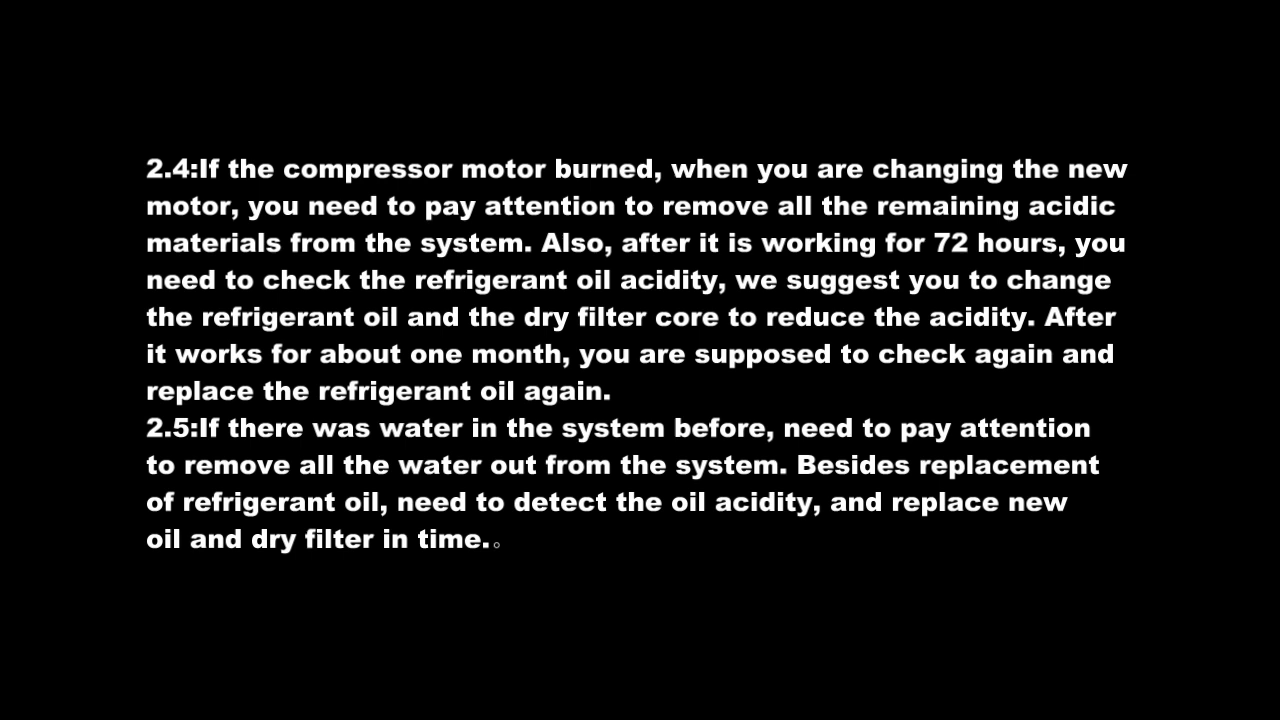 2.4:If the compressor motor burned, when you are changing the new
motor, you need to pay attention to remove all the remaining acidic
materials from the system. Also, after it is working for 72 hours, you
need to check the refrigerant oil acidity, we suggest you to change
the refrigerant oil and the dry filter core to reduce the acidity. After
it works for about one month, you are supposed to check again and
replace the refrigerant oil again.
2.5:If there was water in the system before, need to pay attention
to remove all the water out from the system. Besides replacement
of refrigerant oil, need to detect the oil acidity, and replace new
oil and dry filter in time.。